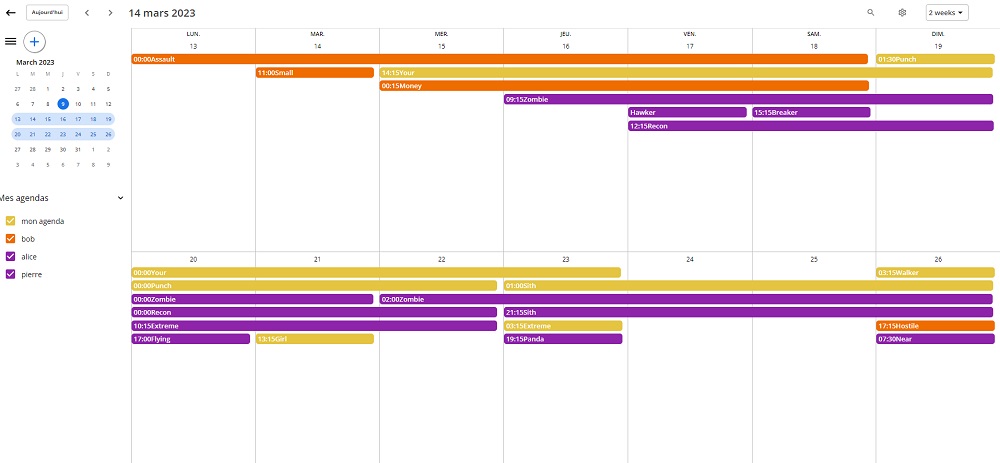 Aujourd'hui 14 mars 2023 2 weeks
LUN. MAR. MER. JEU. VEN. SAM. DIM.
13 14 15 16 17 18 19
March 2023
L M M J V S D
27 28 1 2 3 4 5
6 7 8 9 10 11 12
13 14 15 16 17 18 19
20 21 22 23 24 25 26
27 28 29 30 31 1 2
3 4 5 6 7 8 9
Mes agendas
mon agenda
bob
alice
pierre
00:00Assault 01:30Punch
11:00Small 14:15Your
00:15Money
09:15Zombie
Hawker 15:15Breaker
12:15Recon
20 21 22 23 24 25 26
00:00Your 03:15Walker
00:00Punch 01:00Sith
00:00Zombie 02:00Zombie
00:00Recon 21:15Sith
10:15Extreme 03:15Extreme 17:15Hostile
17:00Flying 13:15Girl 19:15Panda 07:30Near